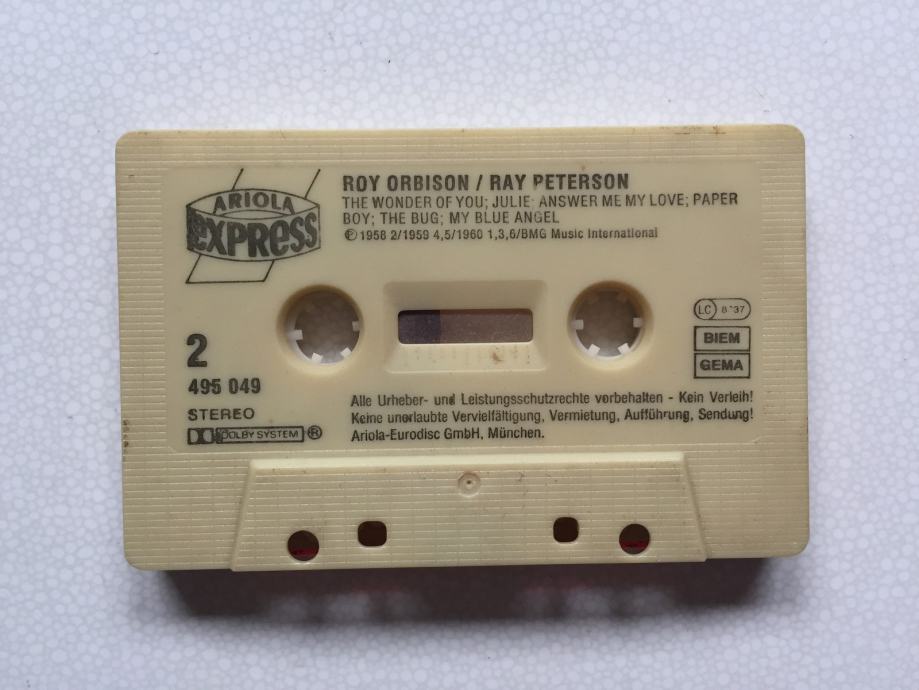 ARIOLA
EXPRESS
ROY ORBISON / RAY PETERSON
THE WONDER OF YOU; JULIE; ANSWER ME MY LOVE; PAPER
BOY; THE BUG; MY BLUE ANGEL
℗ 1958 2/1959 4,5/1960 1,3,6/BMG Music International
2
495 049
STEREO
DOLBY SYSTEM ®
LC
BIEM
GEMA
Alle Urheber- und Leistungsschutzrechte vorbehalten - Kein Verleih!
Keine unerlaubte Vervielfältigung, Vermietung, Aufführung, Sendung!
Ariola-Eurodisc GmbH, München.